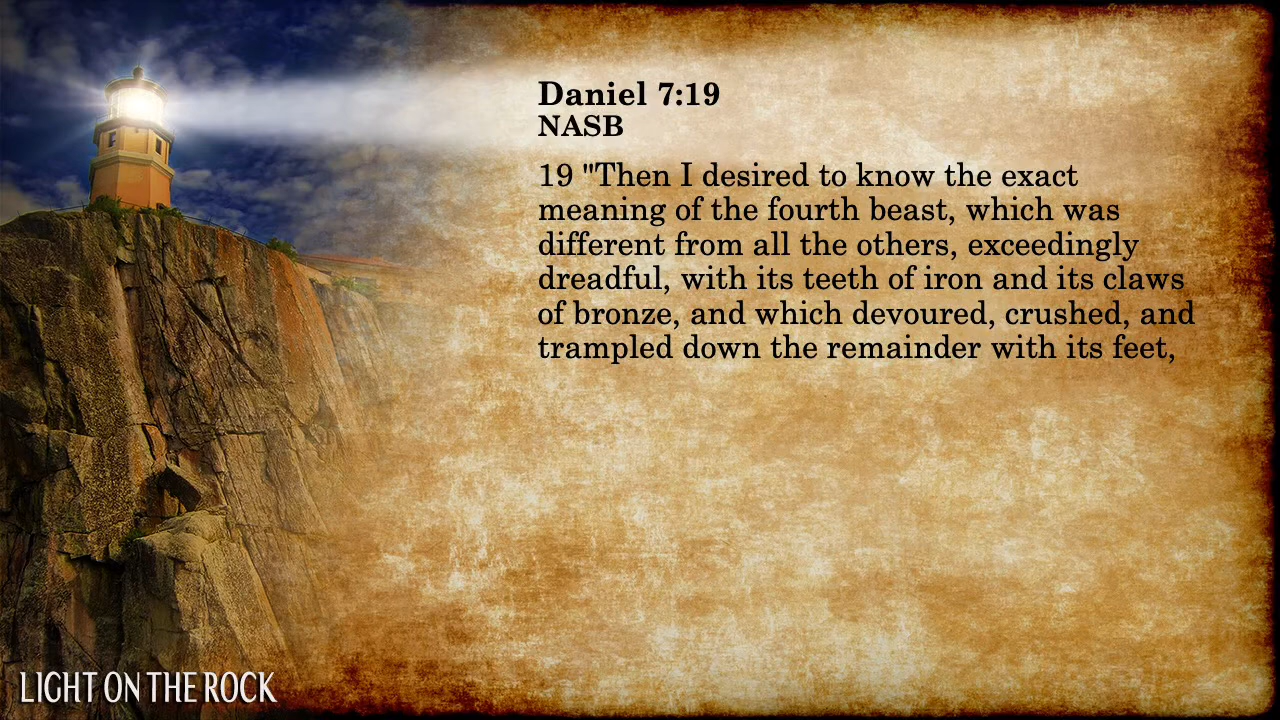 Daniel 7:19
NASB
19 "Then I desired to know the exact
meaning of the fourth beast, which was
different from all the others, exceedingly
dreadful, with its teeth of iron and its claws
of bronze, and which devoured, crushed, and
trampled down the remainder with its feet,
LIGHT ON THE ROCK